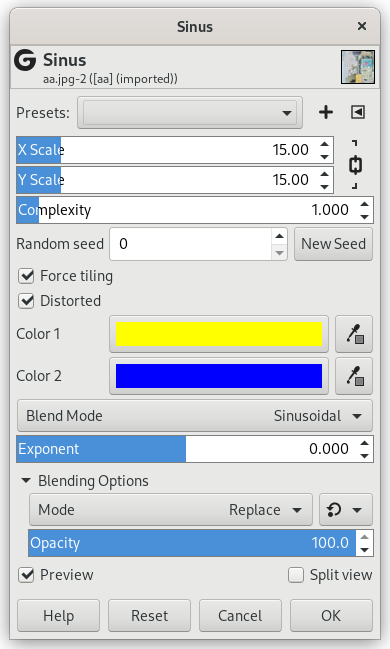 Sinus
Sinus
aa.jpg-2 ([aa] (imported))
Presets:
X Scale 15.00
Y Scale 15.00
Complexity 1.000
Random seed 0 New Seed
Force tiling
Distorted
Color 1
Color 2
Blend Mode Sinusoidal
Exponent 0.000
Blending Options
Mode Replace
Opacity 100.0
Preview Split view
Help Reset Cancel OK